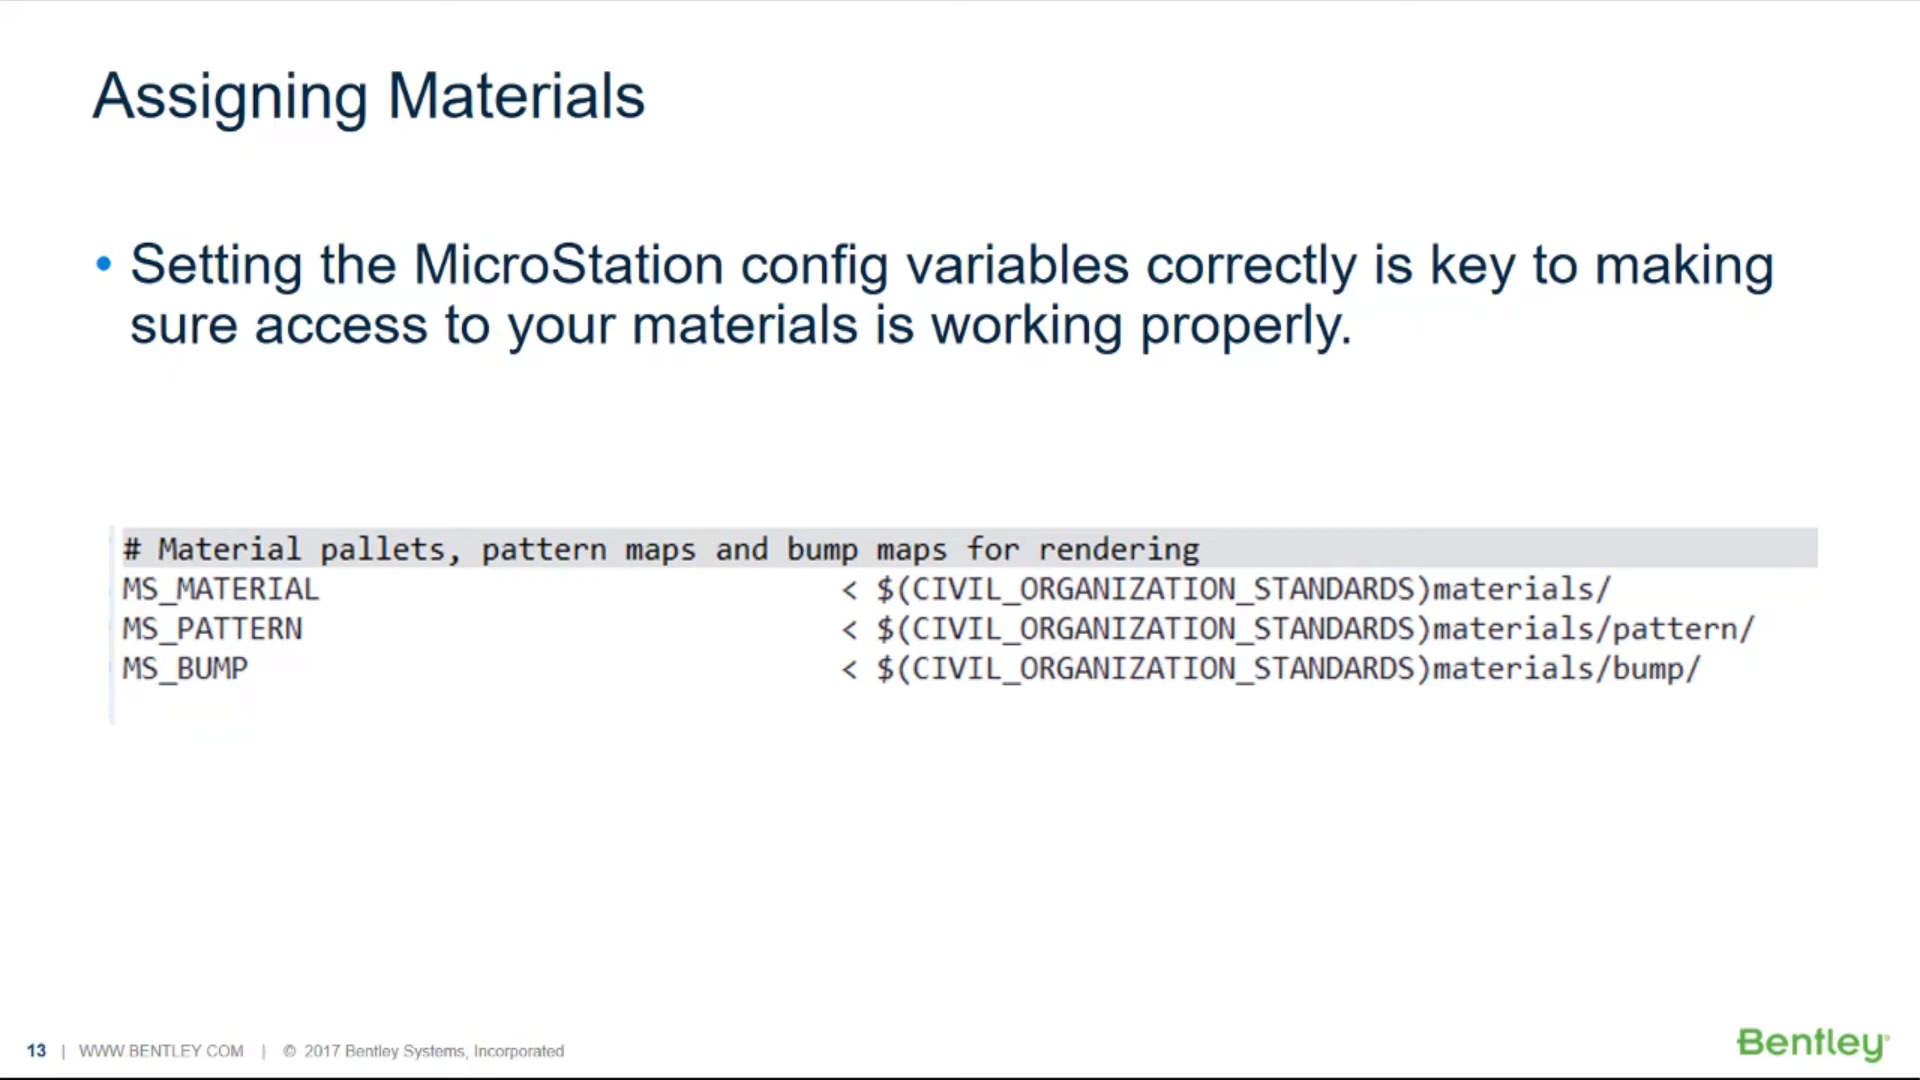 Assigning Materials
• Setting the MicroStation config variables correctly is key to making
sure access to your materials is working properly.
# Material pallets, pattern maps and bump maps for rendering
MS_MATERIAL < $(CIVIL_ORGANIZATION_STANDARDS)materials/
MS_PATTERN < $(CIVIL_ORGANIZATION_STANDARDS)materials/pattern/
MS_BUMP < $(CIVIL_ORGANIZATION_STANDARDS)materials/bump/
13 | WWW.BENTLEY.COM | © 2017 Bentley Systems, Incorporated
Bentley®